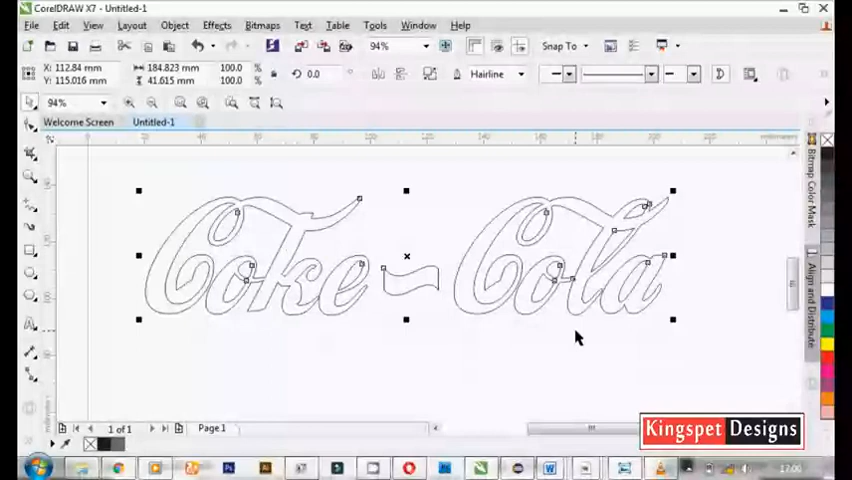 CorelDRAW X7 - Untitled-1
File Edit View Layout Object Effects Bitmaps Text Table Tools Window Help
94% Snap To
X: 112.84 mm 184.823 mm 100.0 %
Y: 115.016 mm 41.615 mm 100.0 %
0.0 ° Hairline
94%
Welcome Screen Untitled-1
Coke ~ Cola
Bitmap Color Mask
Align and Distribute
1 of 1 Page 1
Kingspet Designs
17:00